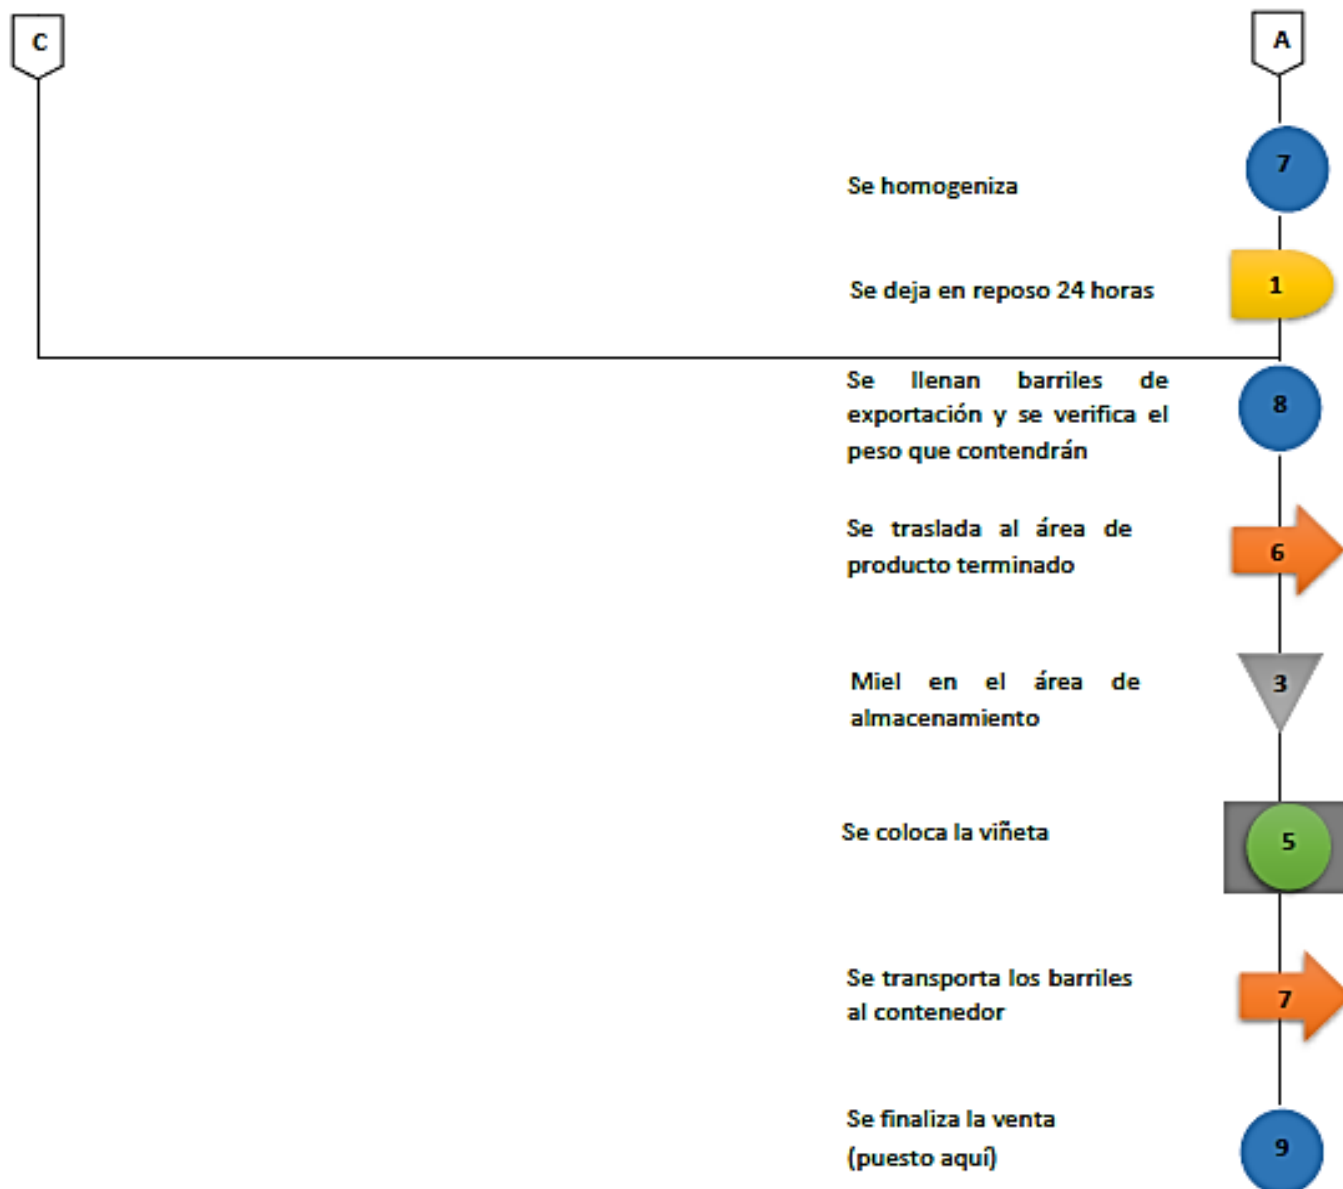 C
A
7
Se homogeniza
Se deja en reposo 24 horas
1
Se llenan barriles de
exportación y se verifica el
peso que contendrán
8
Se traslada al área de
producto terminado
6
Miel en el área de
almacenamiento
3
Se coloca la viñeta
5
Se transporta los barriles
al contenedor
7
Se finaliza la venta
(puesto aquí)
9